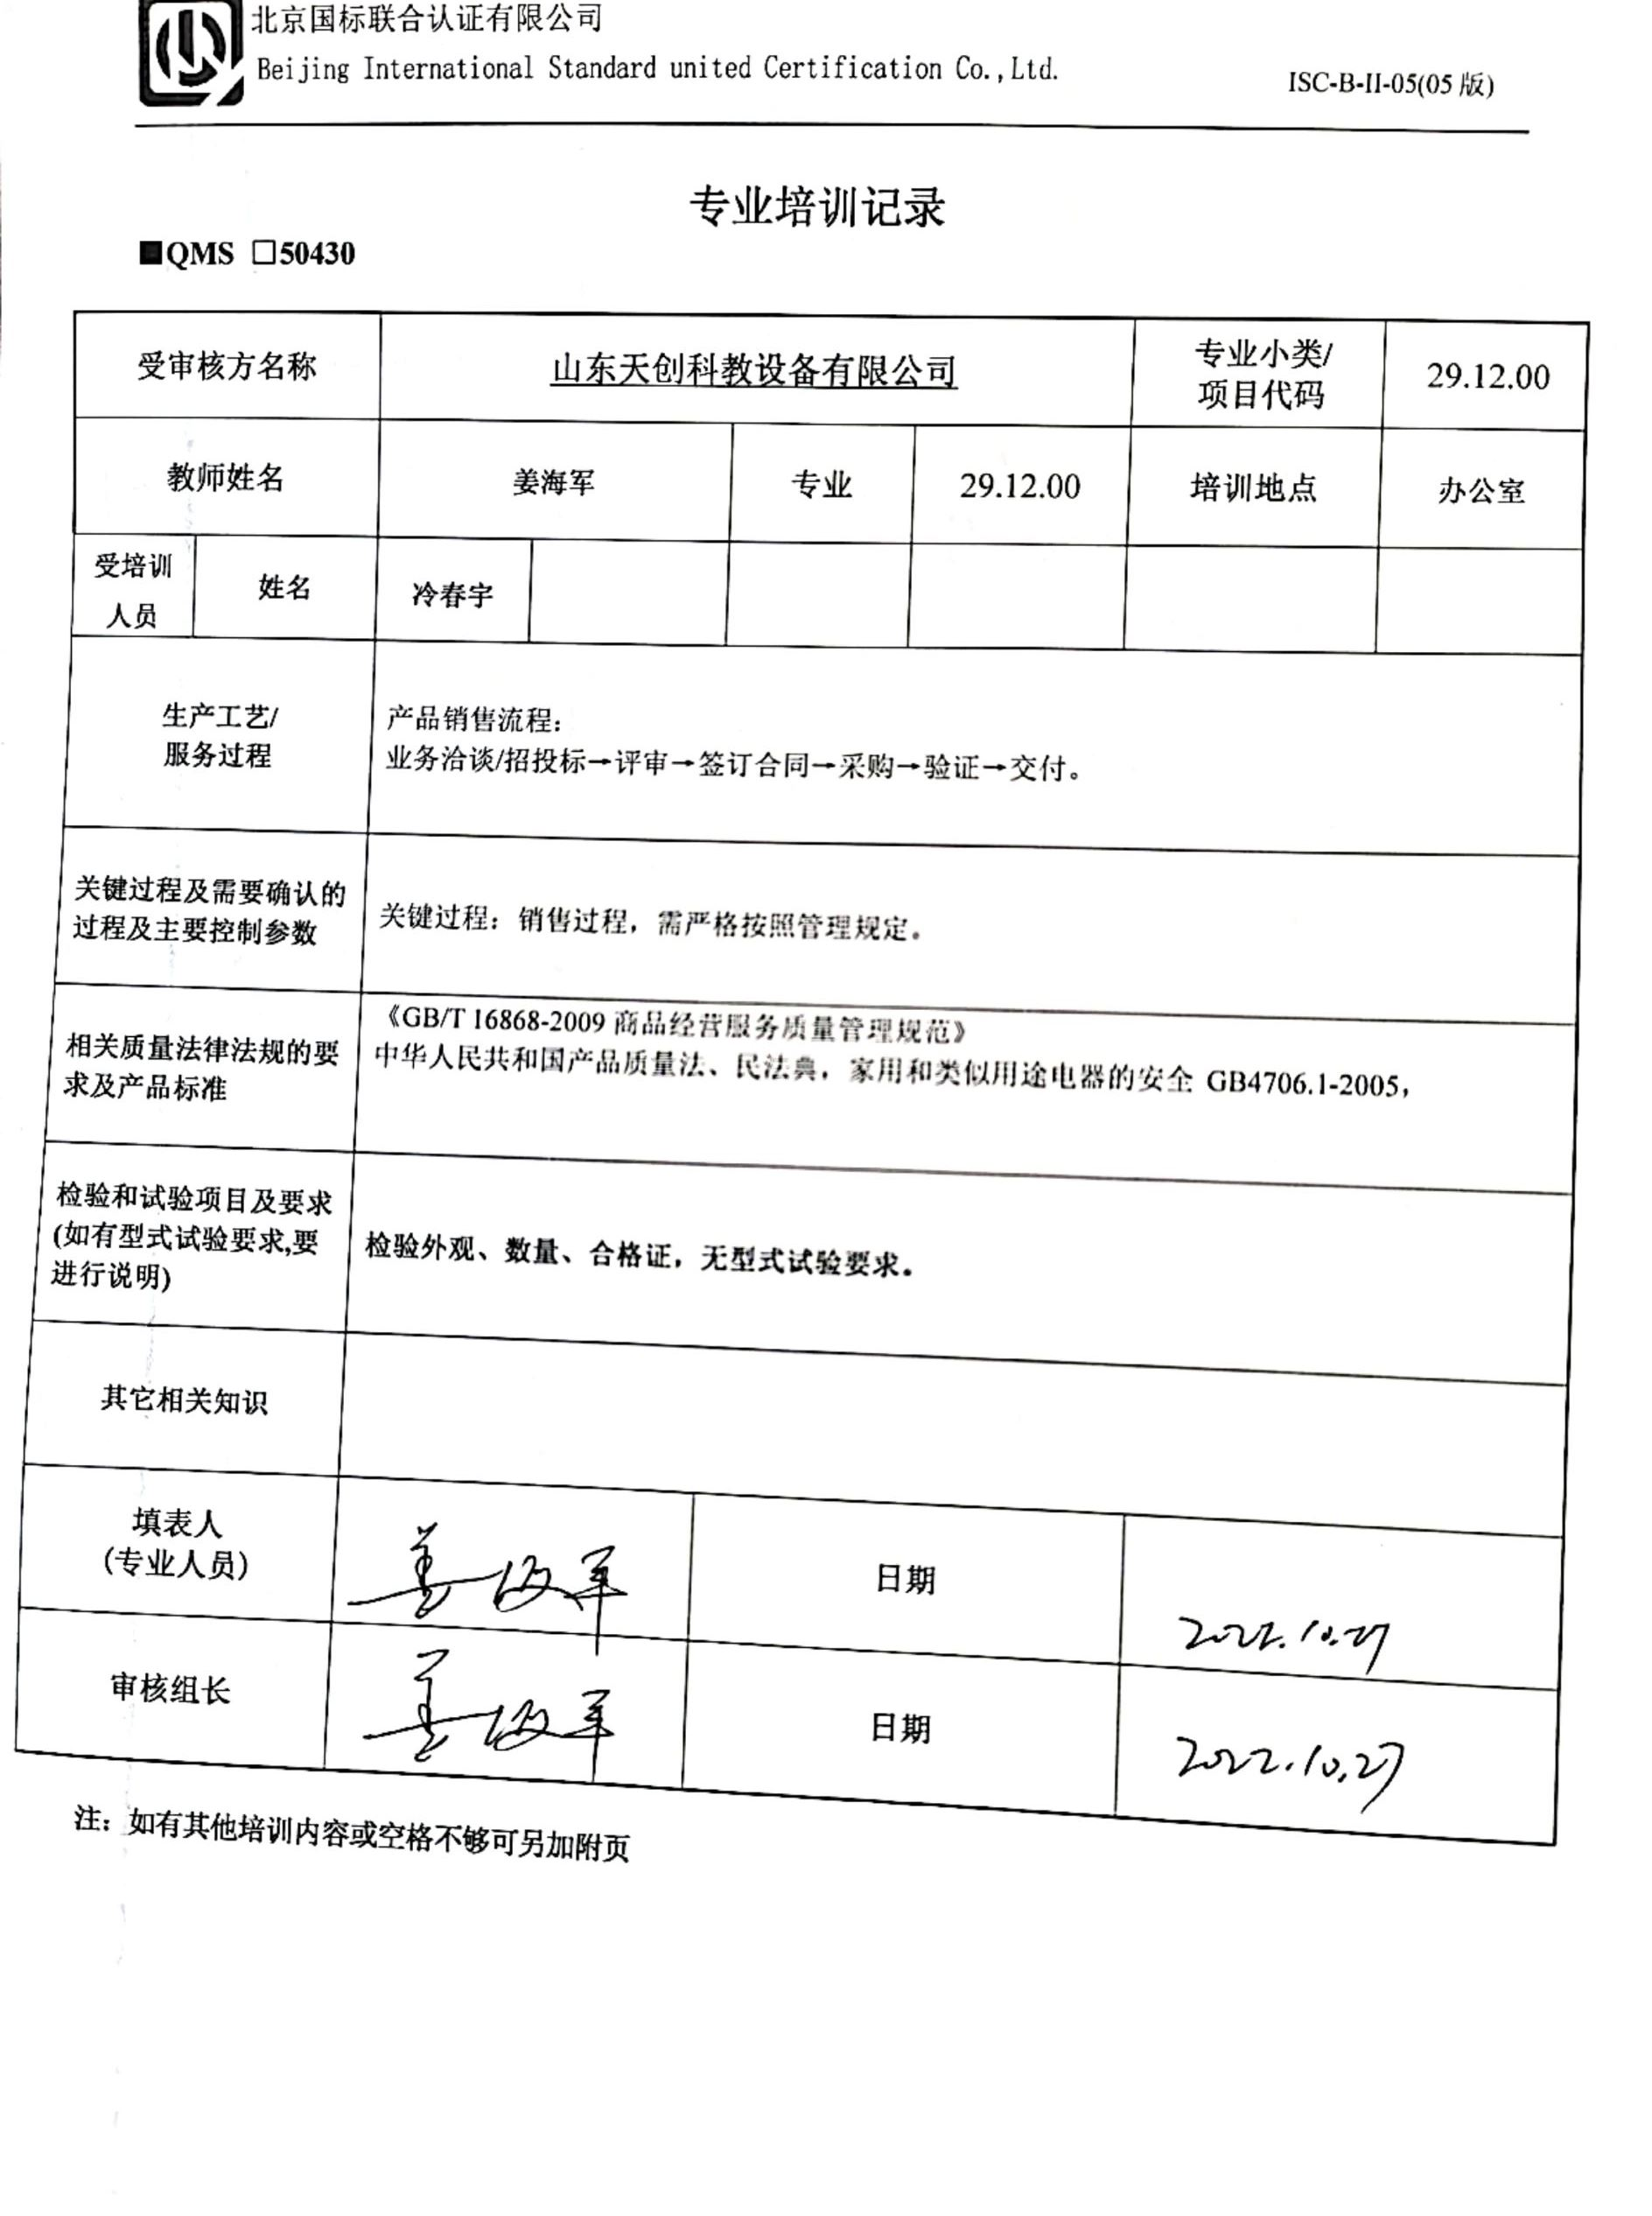 北京国标联合认证有限公司
Beijing International Standard united Certification Co.,Ltd.
ISC-B-II-05(05 版)
专业培训记录
■QMS □50430
受审核方名称
山东天创科教设备有限公司
专业小类/
项目代码
29.12.00
教师姓名
姜海军
专业
29.12.00
培训地点
办公室
受培训
人员
姓名
冷春宇
生产工艺/
服务过程
产品销售流程：
业务洽谈/招投标→评审→签订合同→采购→验证→交付。
关键过程及需要确认的
过程及主要控制参数
关键过程：销售过程，需严格按照管理规定。
相关质量法律法规的要
求及产品标准
《GB/T 16868-2009 商品经营服务质量管理规范》
中华人民共和国产品质量法、民法典，家用和类似用途电器的安全 GB4706.1-2005，
检验和试验项目及要求
(如有型式试验要求,要
进行说明)
检验外观、数量、合格证，无型式试验要求。
其它相关知识
填表人
(专业人员)
姜海军
日期
2022.10.27
审核组长
姜海军
日期
2022.10.27
注：如有其他培训内容或空格不够可另加附页